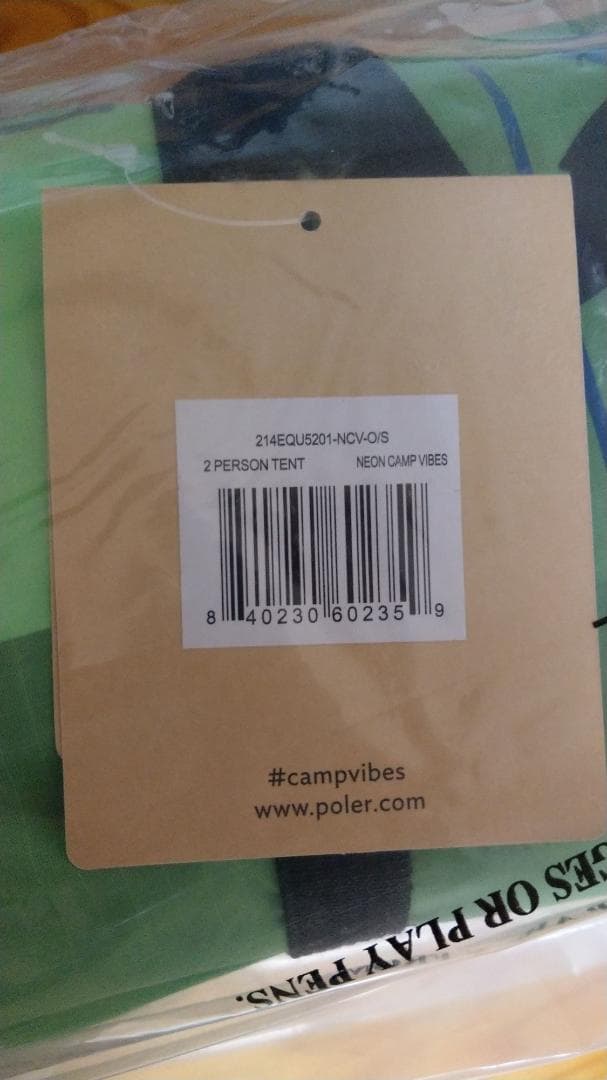 214EQU5201-NCV-O/S
2 PERSON TENT NEON CAMP VIBES
8 40230 60235 9
#campvibes
www.poler.com
GES OR PLAY PENS.